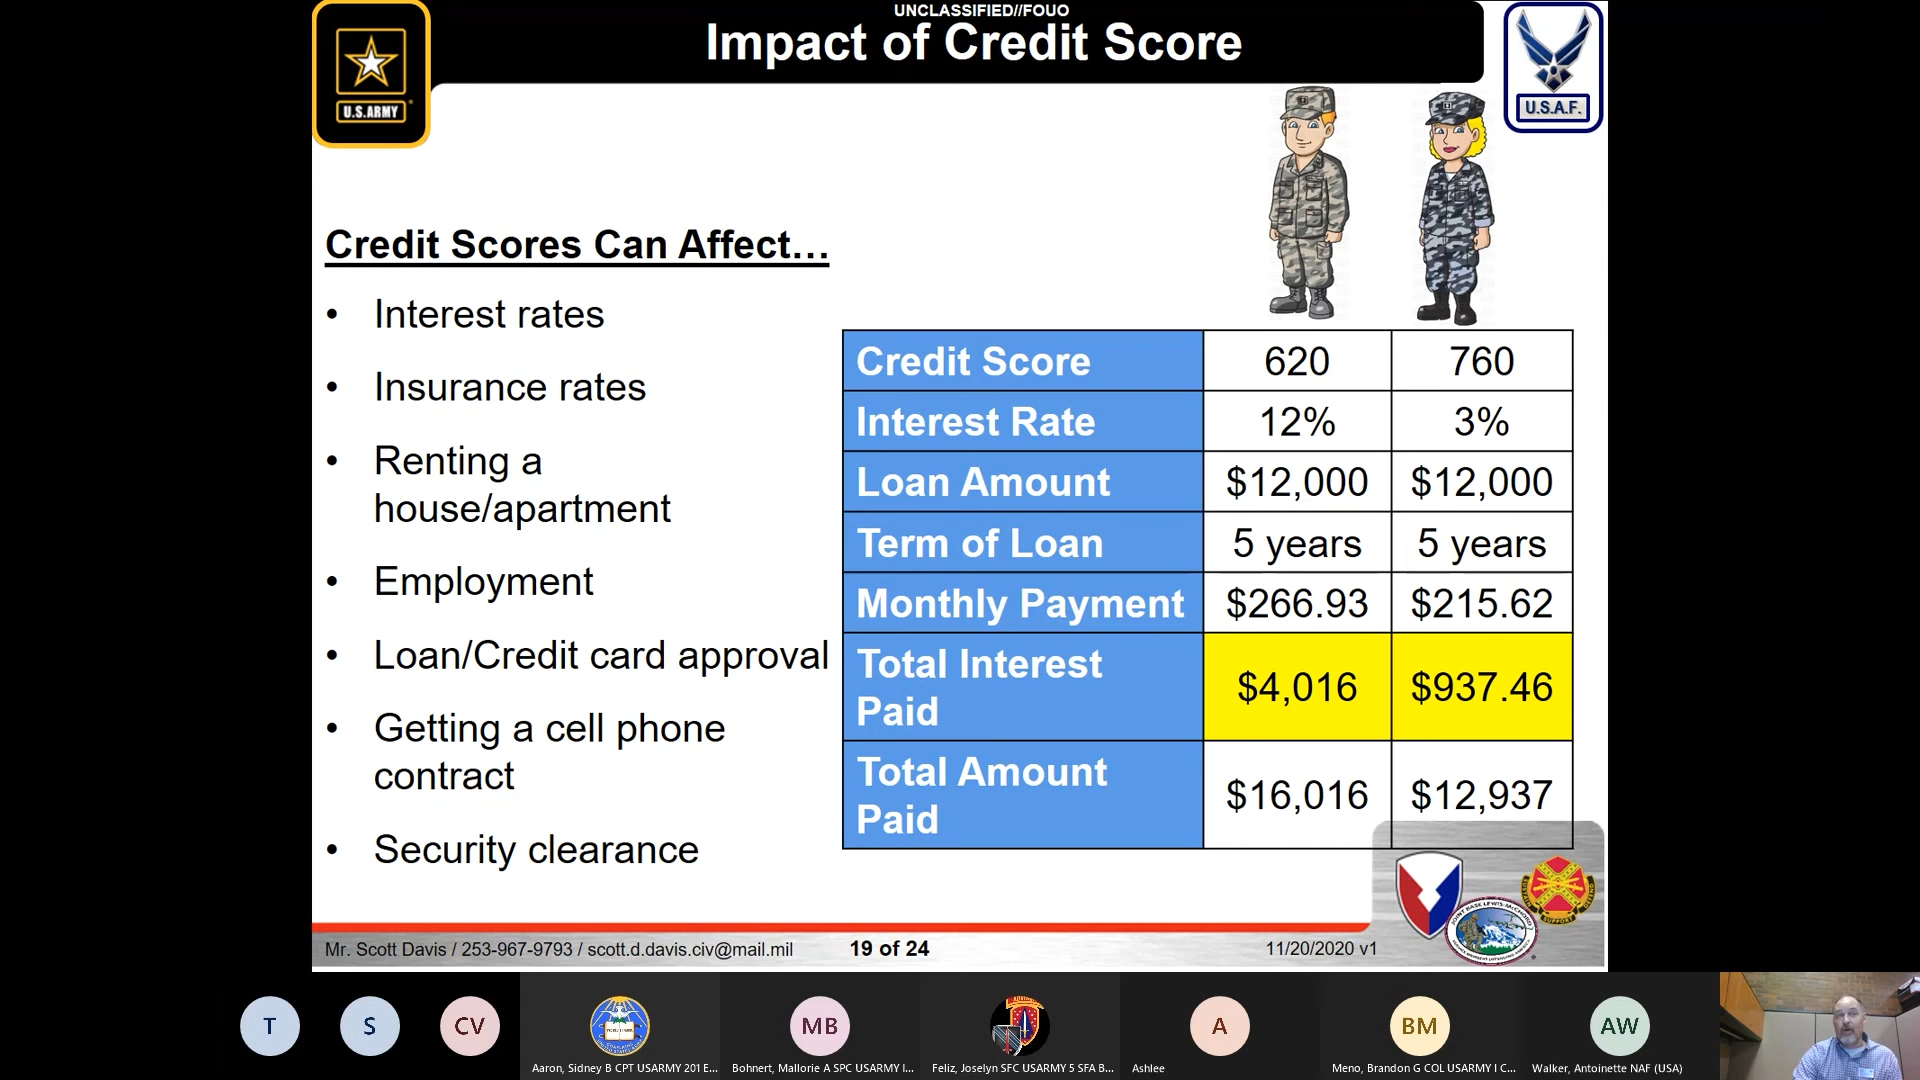 UNCLASSIFIED//FOUO
Impact of Credit Score
U.S.ARMY
U.S.A.F.
Credit Scores Can Affect...
• Interest rates
• Insurance rates
• Renting a
house/apartment
• Employment
• Loan/Credit card approval
• Getting a cell phone
contract
• Security clearance
Credit Score 620 760
Interest Rate 12% 3%
Loan Amount $12,000 $12,000
Term of Loan 5 years 5 years
Monthly Payment $266.93 $215.62
Total Interest
Paid $4,016 $937.46
Total Amount
Paid $16,016 $12,937
Mr. Scott Davis / 253-967-9793 / scott.d.davis.civ@mail.mil
19 of 24
11/20/2020 v1
JOINT BASE LEWIS-McCHORD
SUPPORT
T
S
CV
MB
A
BM
AW
Aaron, Sidney B CPT USARMY 201 E...
Bohnert, Mallorie A SPC USARMY I...
Feliz, Joselyn SFC USARMY 5 SFA B...
Ashlee
Meno, Brandon G COL USARMY I C...
Walker, Antoinette NAF (USA)